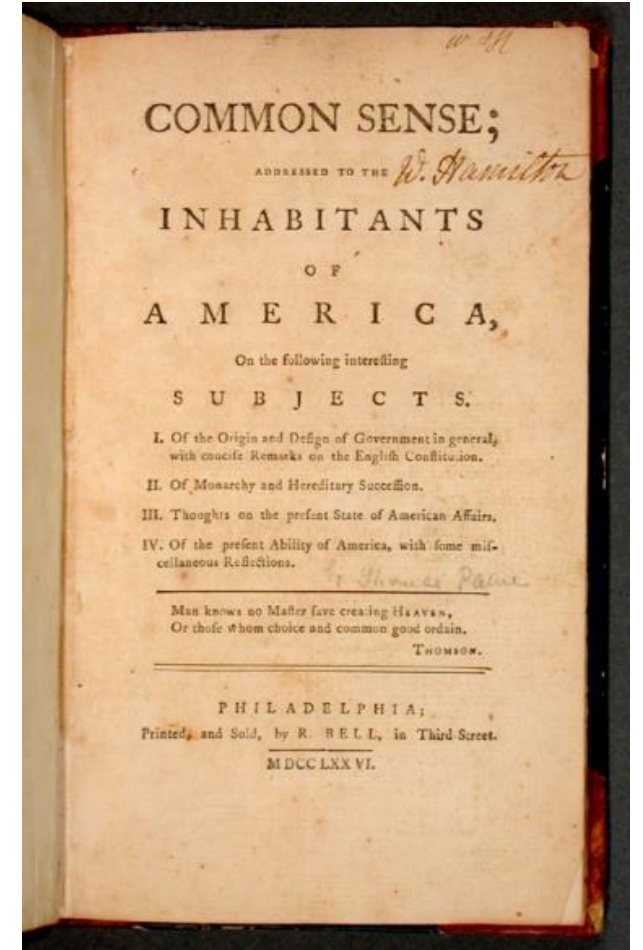 COMMON SENSE;
ADDRESSED TO THE W. Hamilton
INHABITANTS
OF
AMERICA,
On the following intereſting
SUBJECTS.
I. Of the Origin and Deſign of Government in general,
with conciſe Remarks on the Engliſh Conſtitution.
II. Of Monarchy and Hereditary Succeſſion.
III. Thoughts on the preſent State of American Affairs.
IV. Of the preſent Ability of America, with ſome miſ-
cellaneous Reflections.
by Thomas Paine
Man knows no Maſter ſave creating HEAVEN,
Or thoſe whom choice and common good ordain.
THOMSON.
PHILADELPHIA;
Printed, and Sold, by R. BELL, in Third-Street.
MDCCLXXVI.